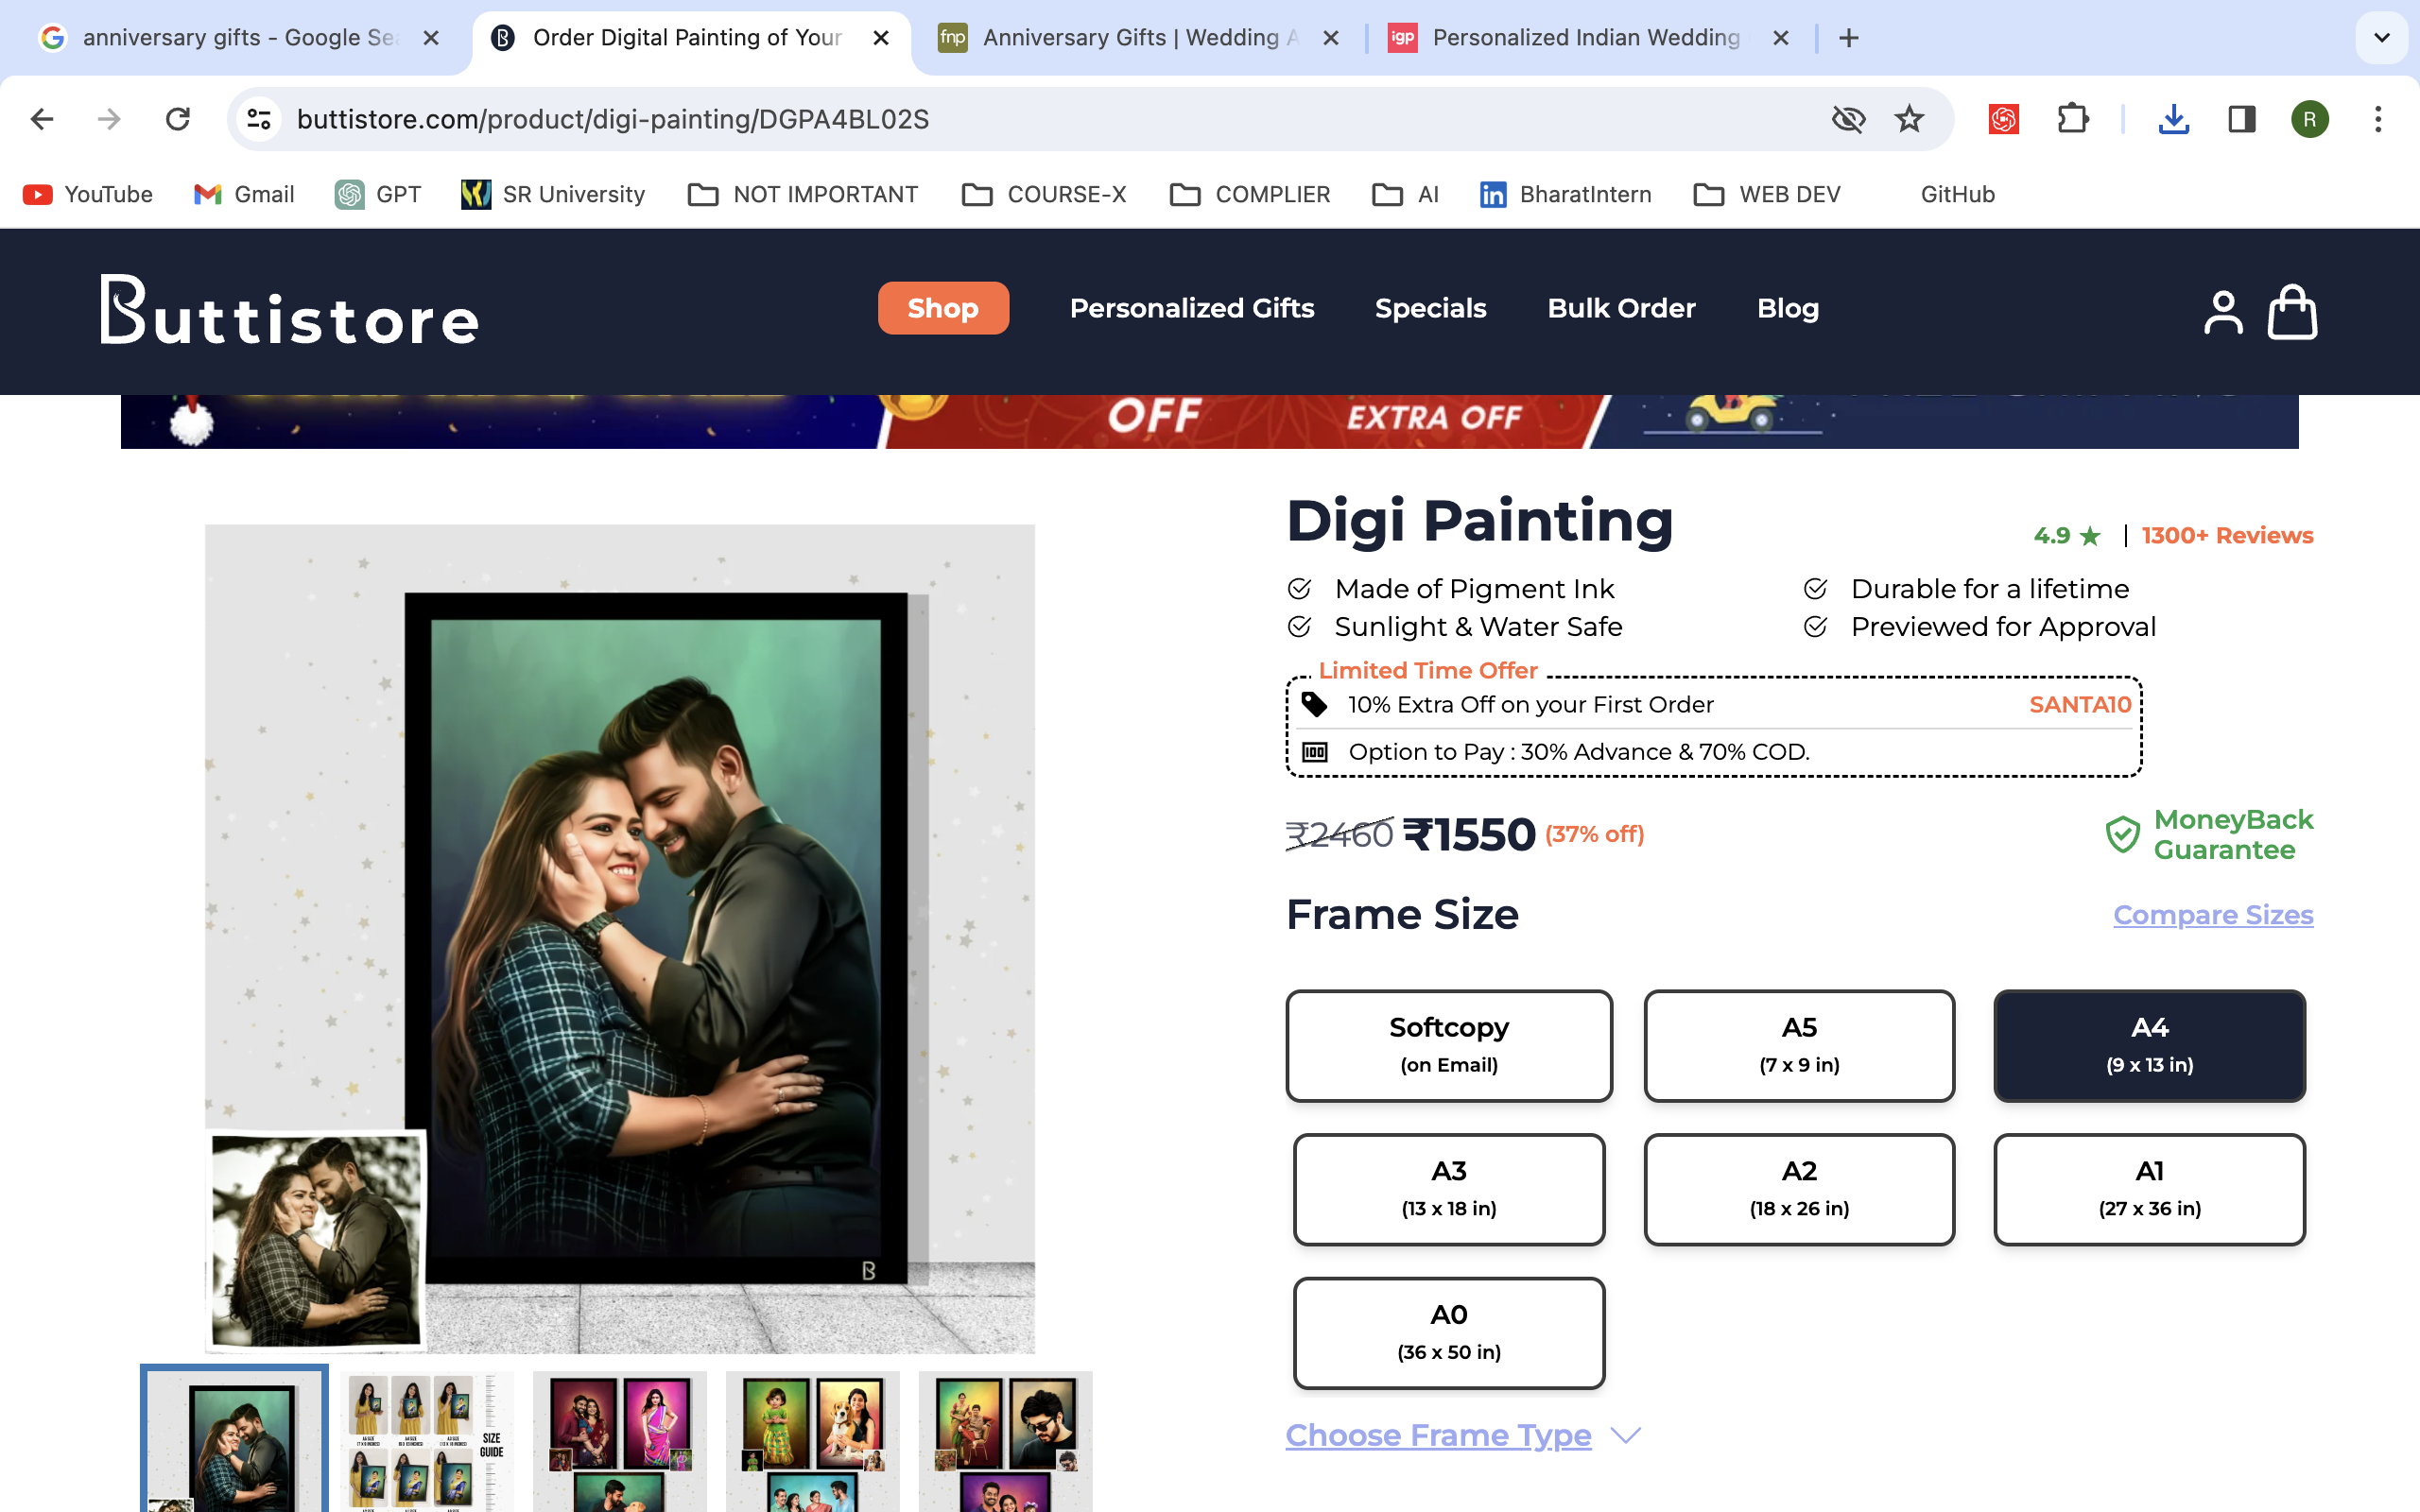 anniversary gifts - Google Se
Order Digital Painting of Your
fnp
Anniversary Gifts | Wedding A
igp
Personalized Indian Wedding
buttistore.com/product/digi-painting/DGPA4BL02S
R
YouTube
Gmail
GPT
SR University
NOT IMPORTANT
COURSE-X
COMPLIER
AI
BharatIntern
WEB DEV
GitHub
Buttistore
Shop
Personalized Gifts
Specials
Bulk Order
Blog
OFF
EXTRA OFF
FREE SHIPPING
Digi Painting
4.9 ★ | 1300+ Reviews
Made of Pigment Ink
Durable for a lifetime
Sunlight & Water Safe
Previewed for Approval
Limited Time Offer
10% Extra Off on your First Order
SANTA10
Option to Pay : 30% Advance & 70% COD.
₹2460 ₹1550 (37% off)
MoneyBack
Guarantee
Frame Size
Compare Sizes
Softcopy
(on Email)
A5
(7 x 9 in)
A4
(9 x 13 in)
A3
(13 x 18 in)
A2
(18 x 26 in)
A1
(27 x 36 in)
A0
(36 x 50 in)
B
SIZE
GUIDE
Choose Frame Type